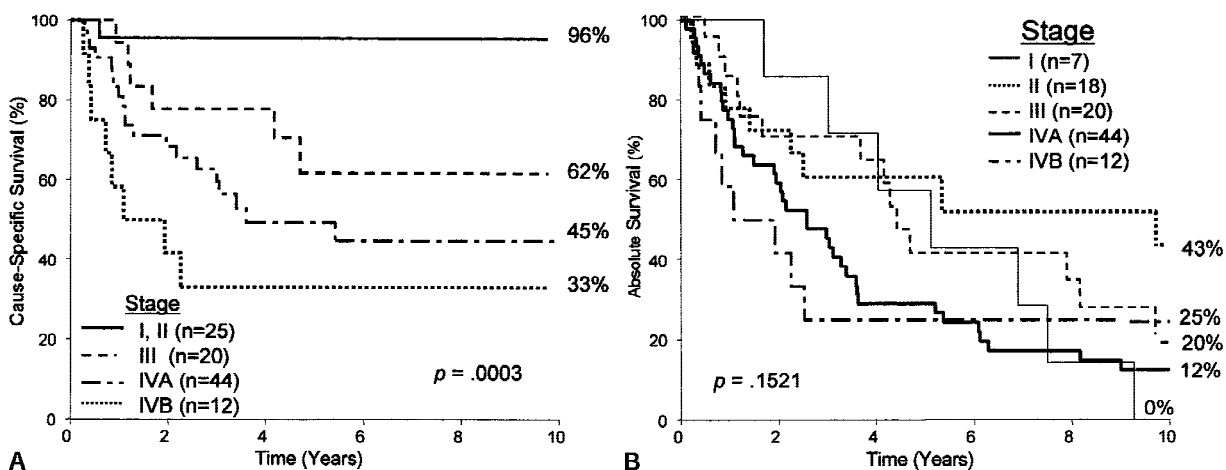 Cause-Specific Survival (%)
100
80
60
40
20
0
96%
62%
45%
33%
Stage
I, II (n=25)
III (n=20)
IVA (n=44)
IVB (n=12)
p = .0003
0 2 4 6 8 10
Time (Years)
A
Absolute Survival (%)
100
80
60
40
20
0
Stage
I (n=7)
II (n=18)
III (n=20)
IVA (n=44)
IVB (n=12)
43%
25%
20%
12%
0%
p = .1521
0 2 4 6 8 10
Time (Years)
B